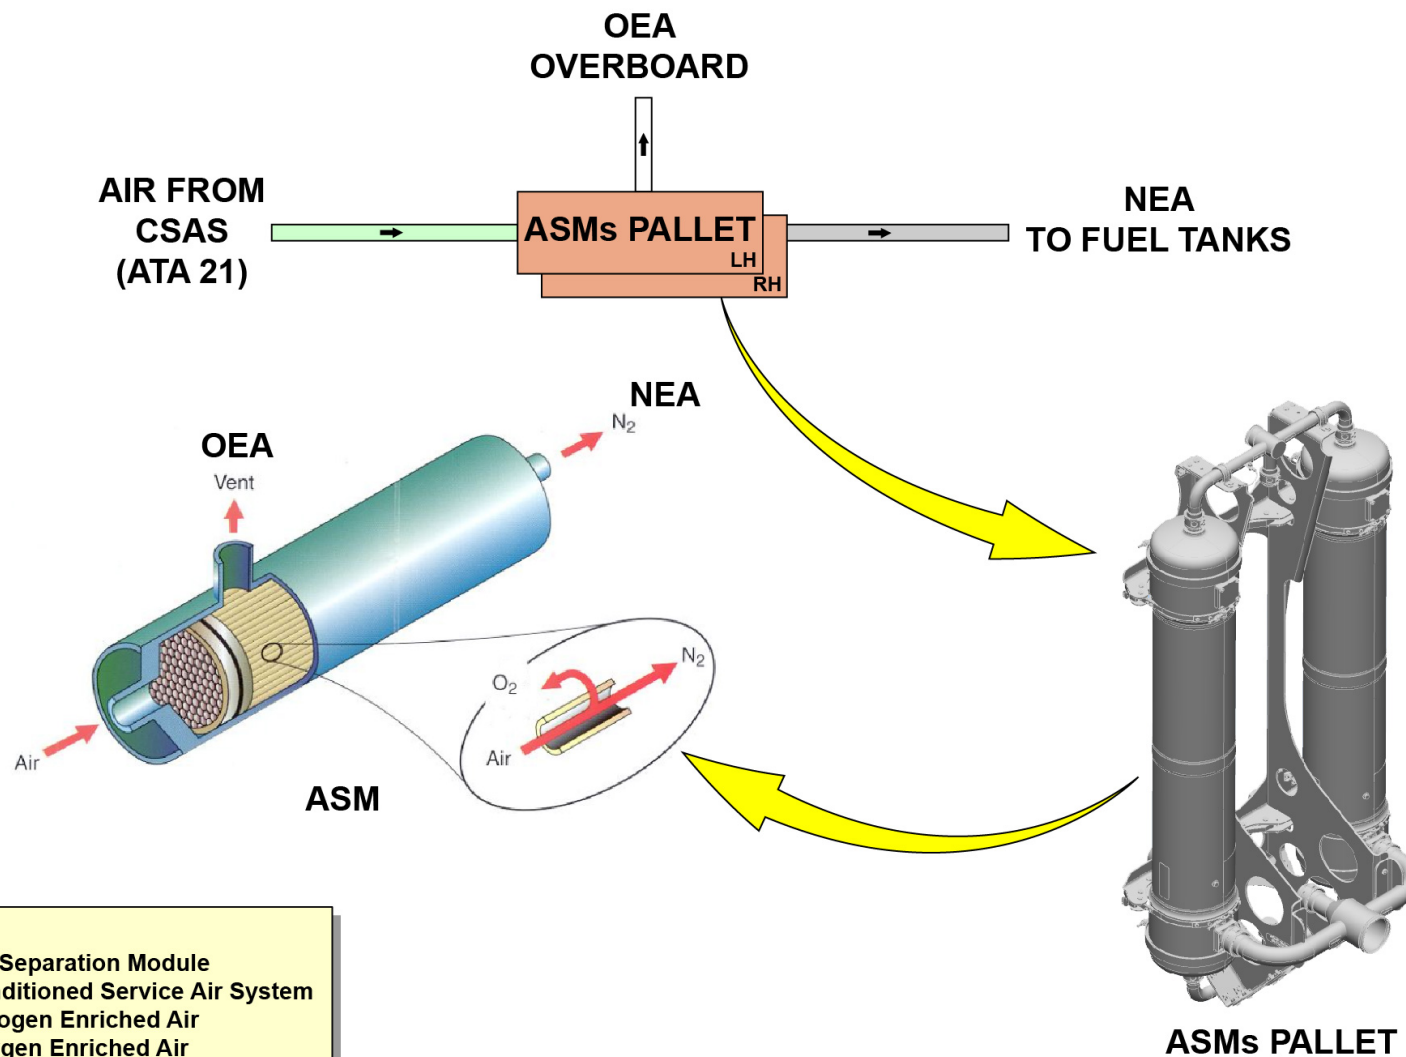 OEA
OVERBOARD
AIR FROM
CSAS
(ATA 21)
ASMs PALLET
LH
RH
NEA
TO FUEL TANKS
NEA
N2
OEA
Vent
Air
O2
N2
Air
ASM
Separation Module
nditioned Service Air System
ogen Enriched Air
gen Enriched Air
ASMs PALLET